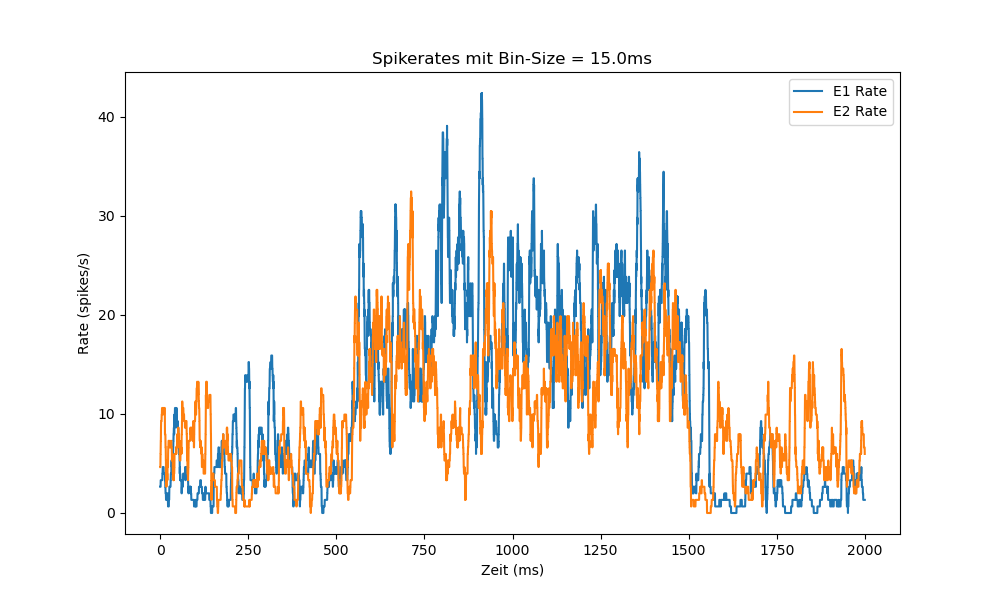 Spikerates mit Bin-Size = 15.0ms
E1 Rate
E2 Rate
40
30
20
10
0
Rate (spikes/s)
0 250 500 750 1000 1250 1500 1750 2000
Zeit (ms)